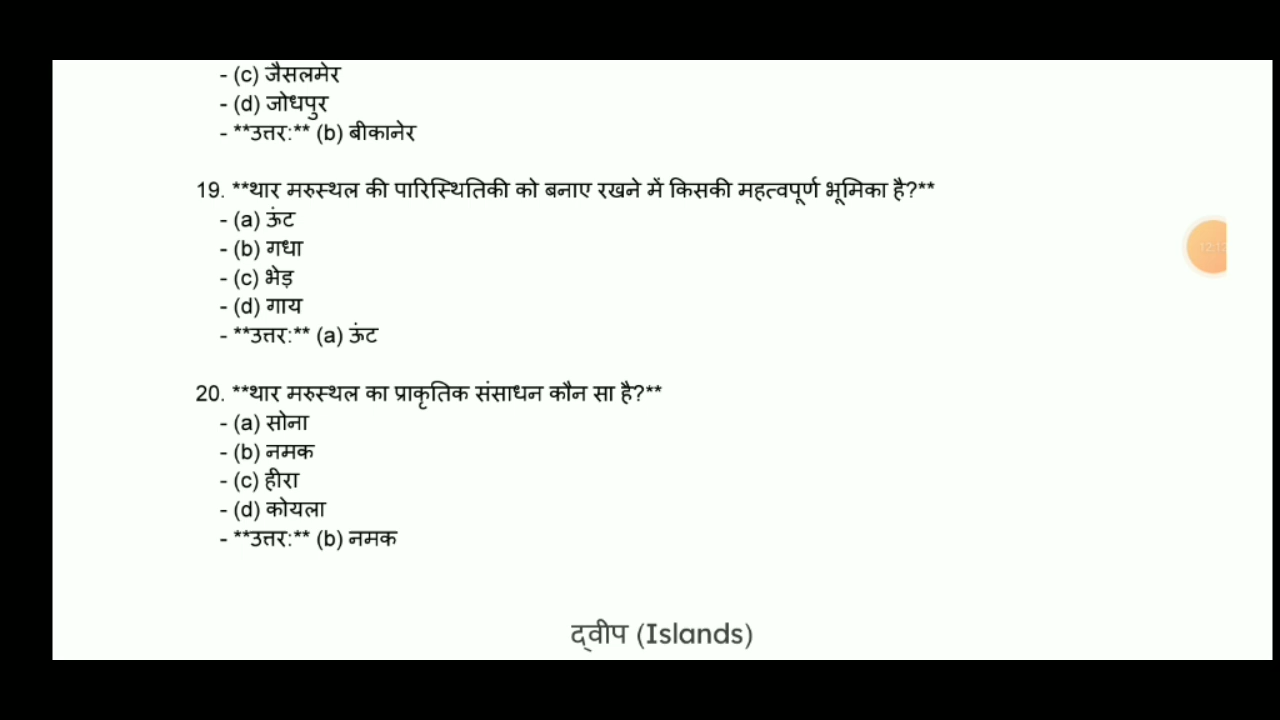 - (c) जैसलमेर
- (d) जोधपुर
- **उत्तर:** (b) बीकानेर
19. **थार मरुस्थल की पारिस्थितिकी को बनाए रखने में किसकी महत्वपूर्ण भूमिका है?**
- (a) ऊंट
- (b) गधा
- (c) भेड़
- (d) गाय
- **उत्तर:** (a) ऊंट
20. **थार मरुस्थल का प्राकृतिक संसाधन कौन सा है?**
- (a) सोना
- (b) नमक
- (c) हीरा
- (d) कोयला
- **उत्तर:** (b) नमक
द्वीप (Islands)